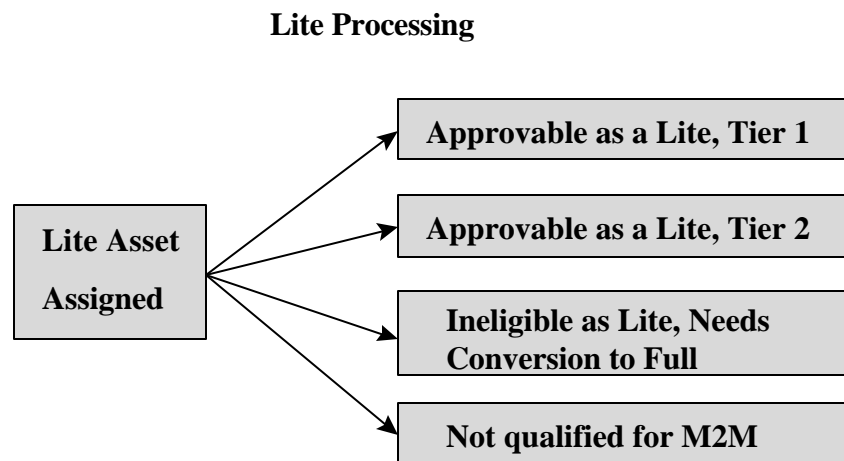 Lite Processing
Approvable as a Lite, Tier 1
Approvable as a Lite, Tier 2
Lite Asset
Assigned
Ineligible as Lite, Needs
Conversion to Full
Not qualified for M2M